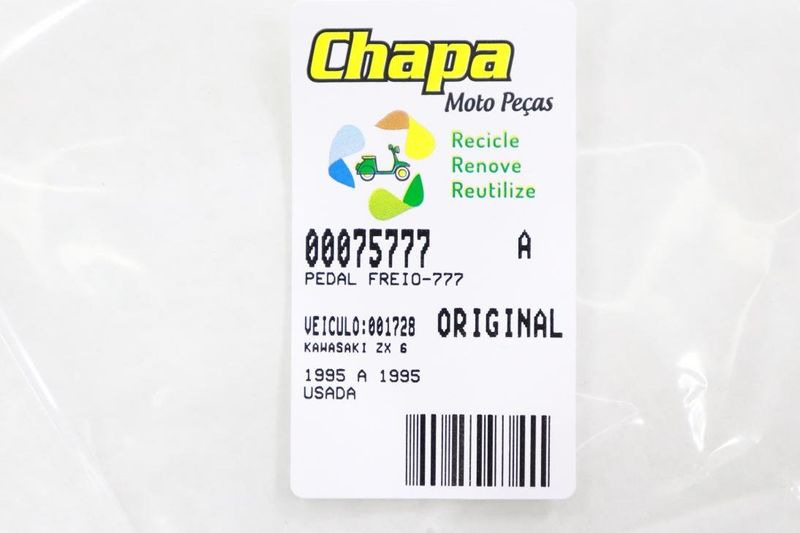 Chapa
Moto Peças
Recicle
Renove
Reutilize
00075777 A
PEDAL FREIO-777
VEICULO:001728 ORIGINAL
KAWASAKI ZX 6
1995 A 1995
USADA